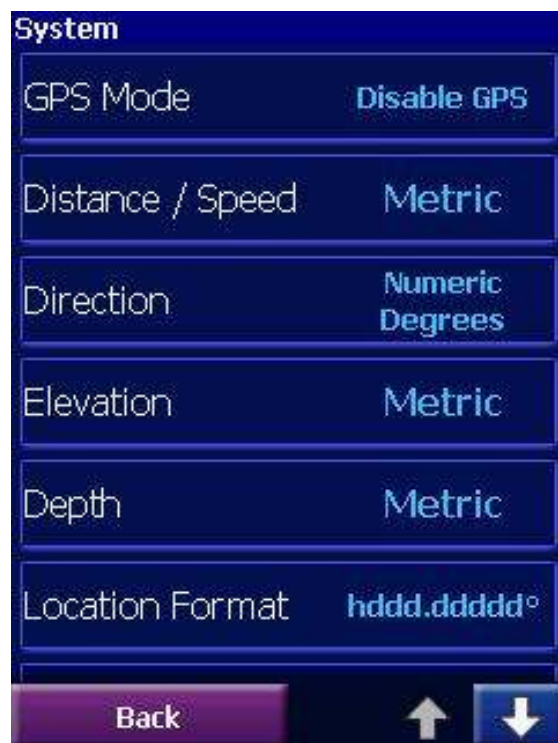 System
GPS Mode
Disable GPS
Distance / Speed
Metric
Direction
Numeric
Degrees
Elevation
Metric
Depth
Metric
Location Format
hddd.ddddd°
Back